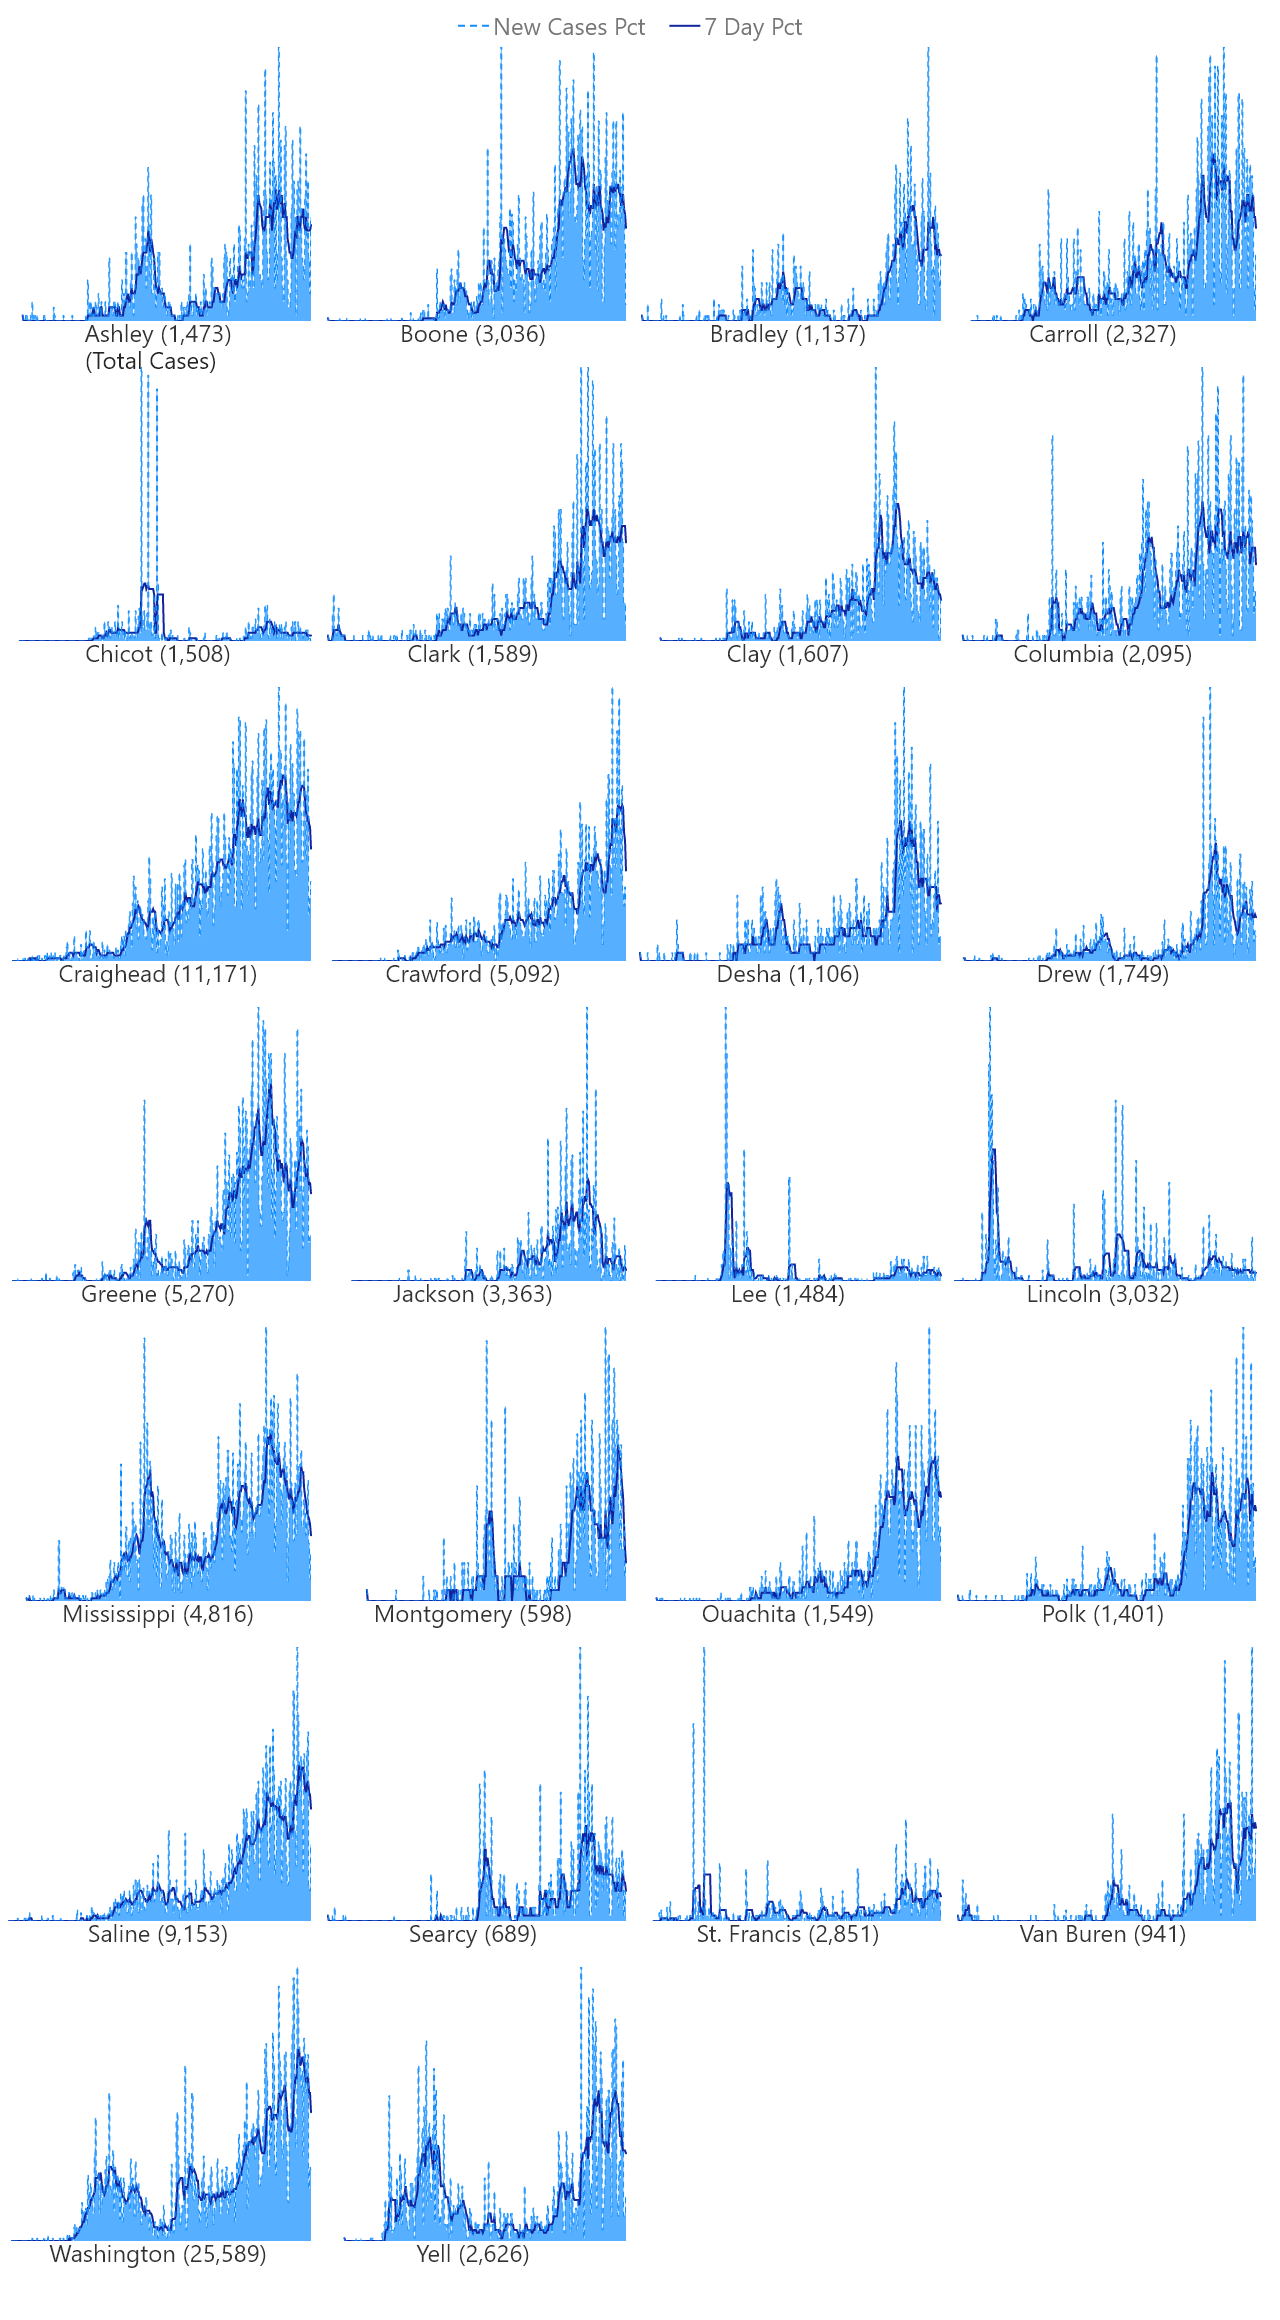 New Cases Pct 7 Day Pct
Ashley (1,473)
(Total Cases)
Boone (3,036)
Bradley (1,137)
Carroll (2,327)
Chicot (1,508)
Clark (1,589)
Clay (1,607)
Columbia (2,095)
Craighead (11,171)
Crawford (5,092)
Desha (1,106)
Drew (1,749)
Greene (5,270)
Jackson (3,363)
Lee (1,484)
Lincoln (3,032)
Mississippi (4,816)
Montgomery (598)
Ouachita (1,549)
Polk (1,401)
Saline (9,153)
Searcy (689)
St. Francis (2,851)
Van Buren (941)
Washington (25,589)
Yell (2,626)